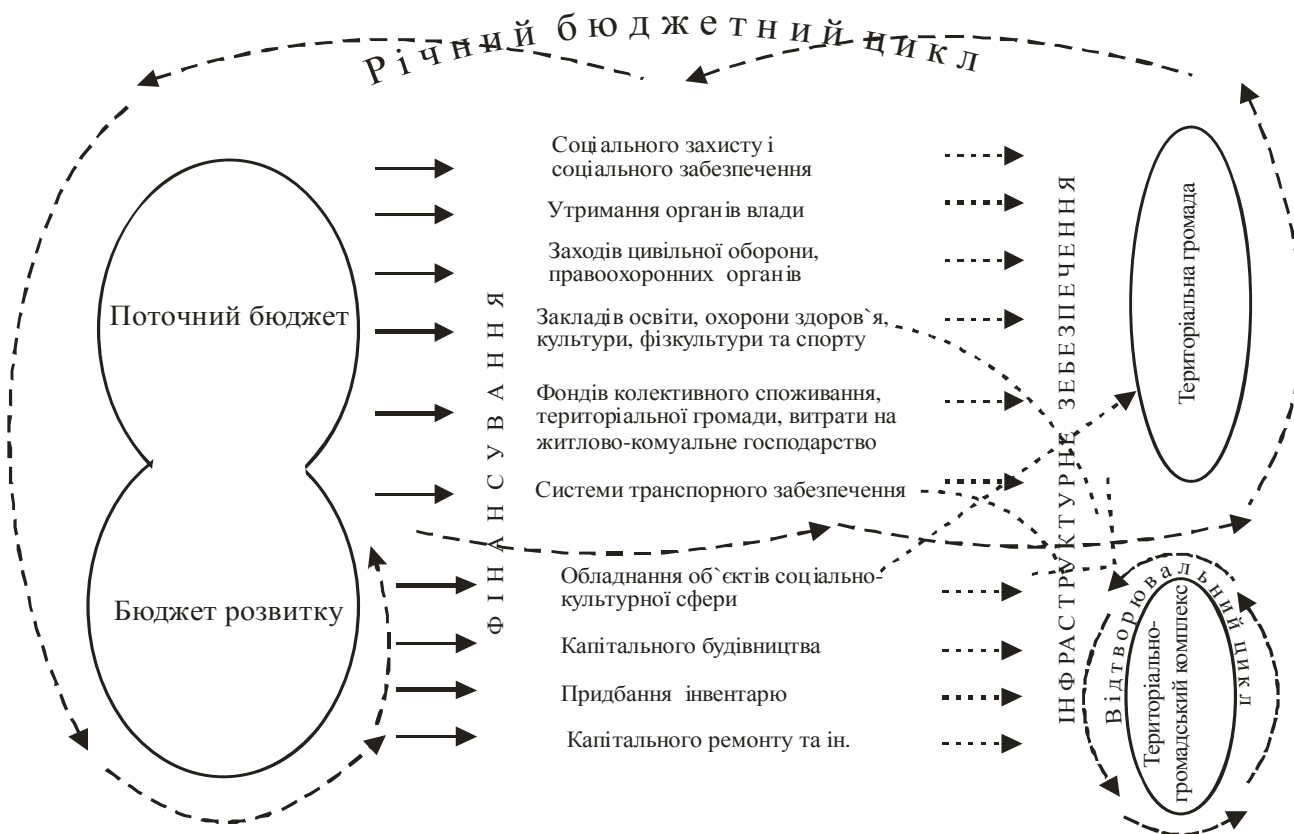 Річний бюджетний цикл
Поточний бюджет
Бюджет розвитку
ФІНАНСУВАННЯ
Соціального захисту і
соціального забезпечення
Утримання органів влади
Заходів цивільної оборони,
правоохоронних органів
Закладів освіти, охорони здоров`я,
культури, фізкультури та спорту
Фондів колективного споживання,
територіальної громади, витрати на
житлово-комуальне господарство
Системи транспорного забезпечення
Обладнання об`єктів соціально-
культурної сфери
Капітального будівництва
Придбання інвентарю
Капітального ремонту та ін.
ІНФРАСТРУКТУРНЕ ЗЕБЕЗПЕЧЕННЯ
Територіальна громада
Відтворювальний цикл
Територіально-
громадський комплекс